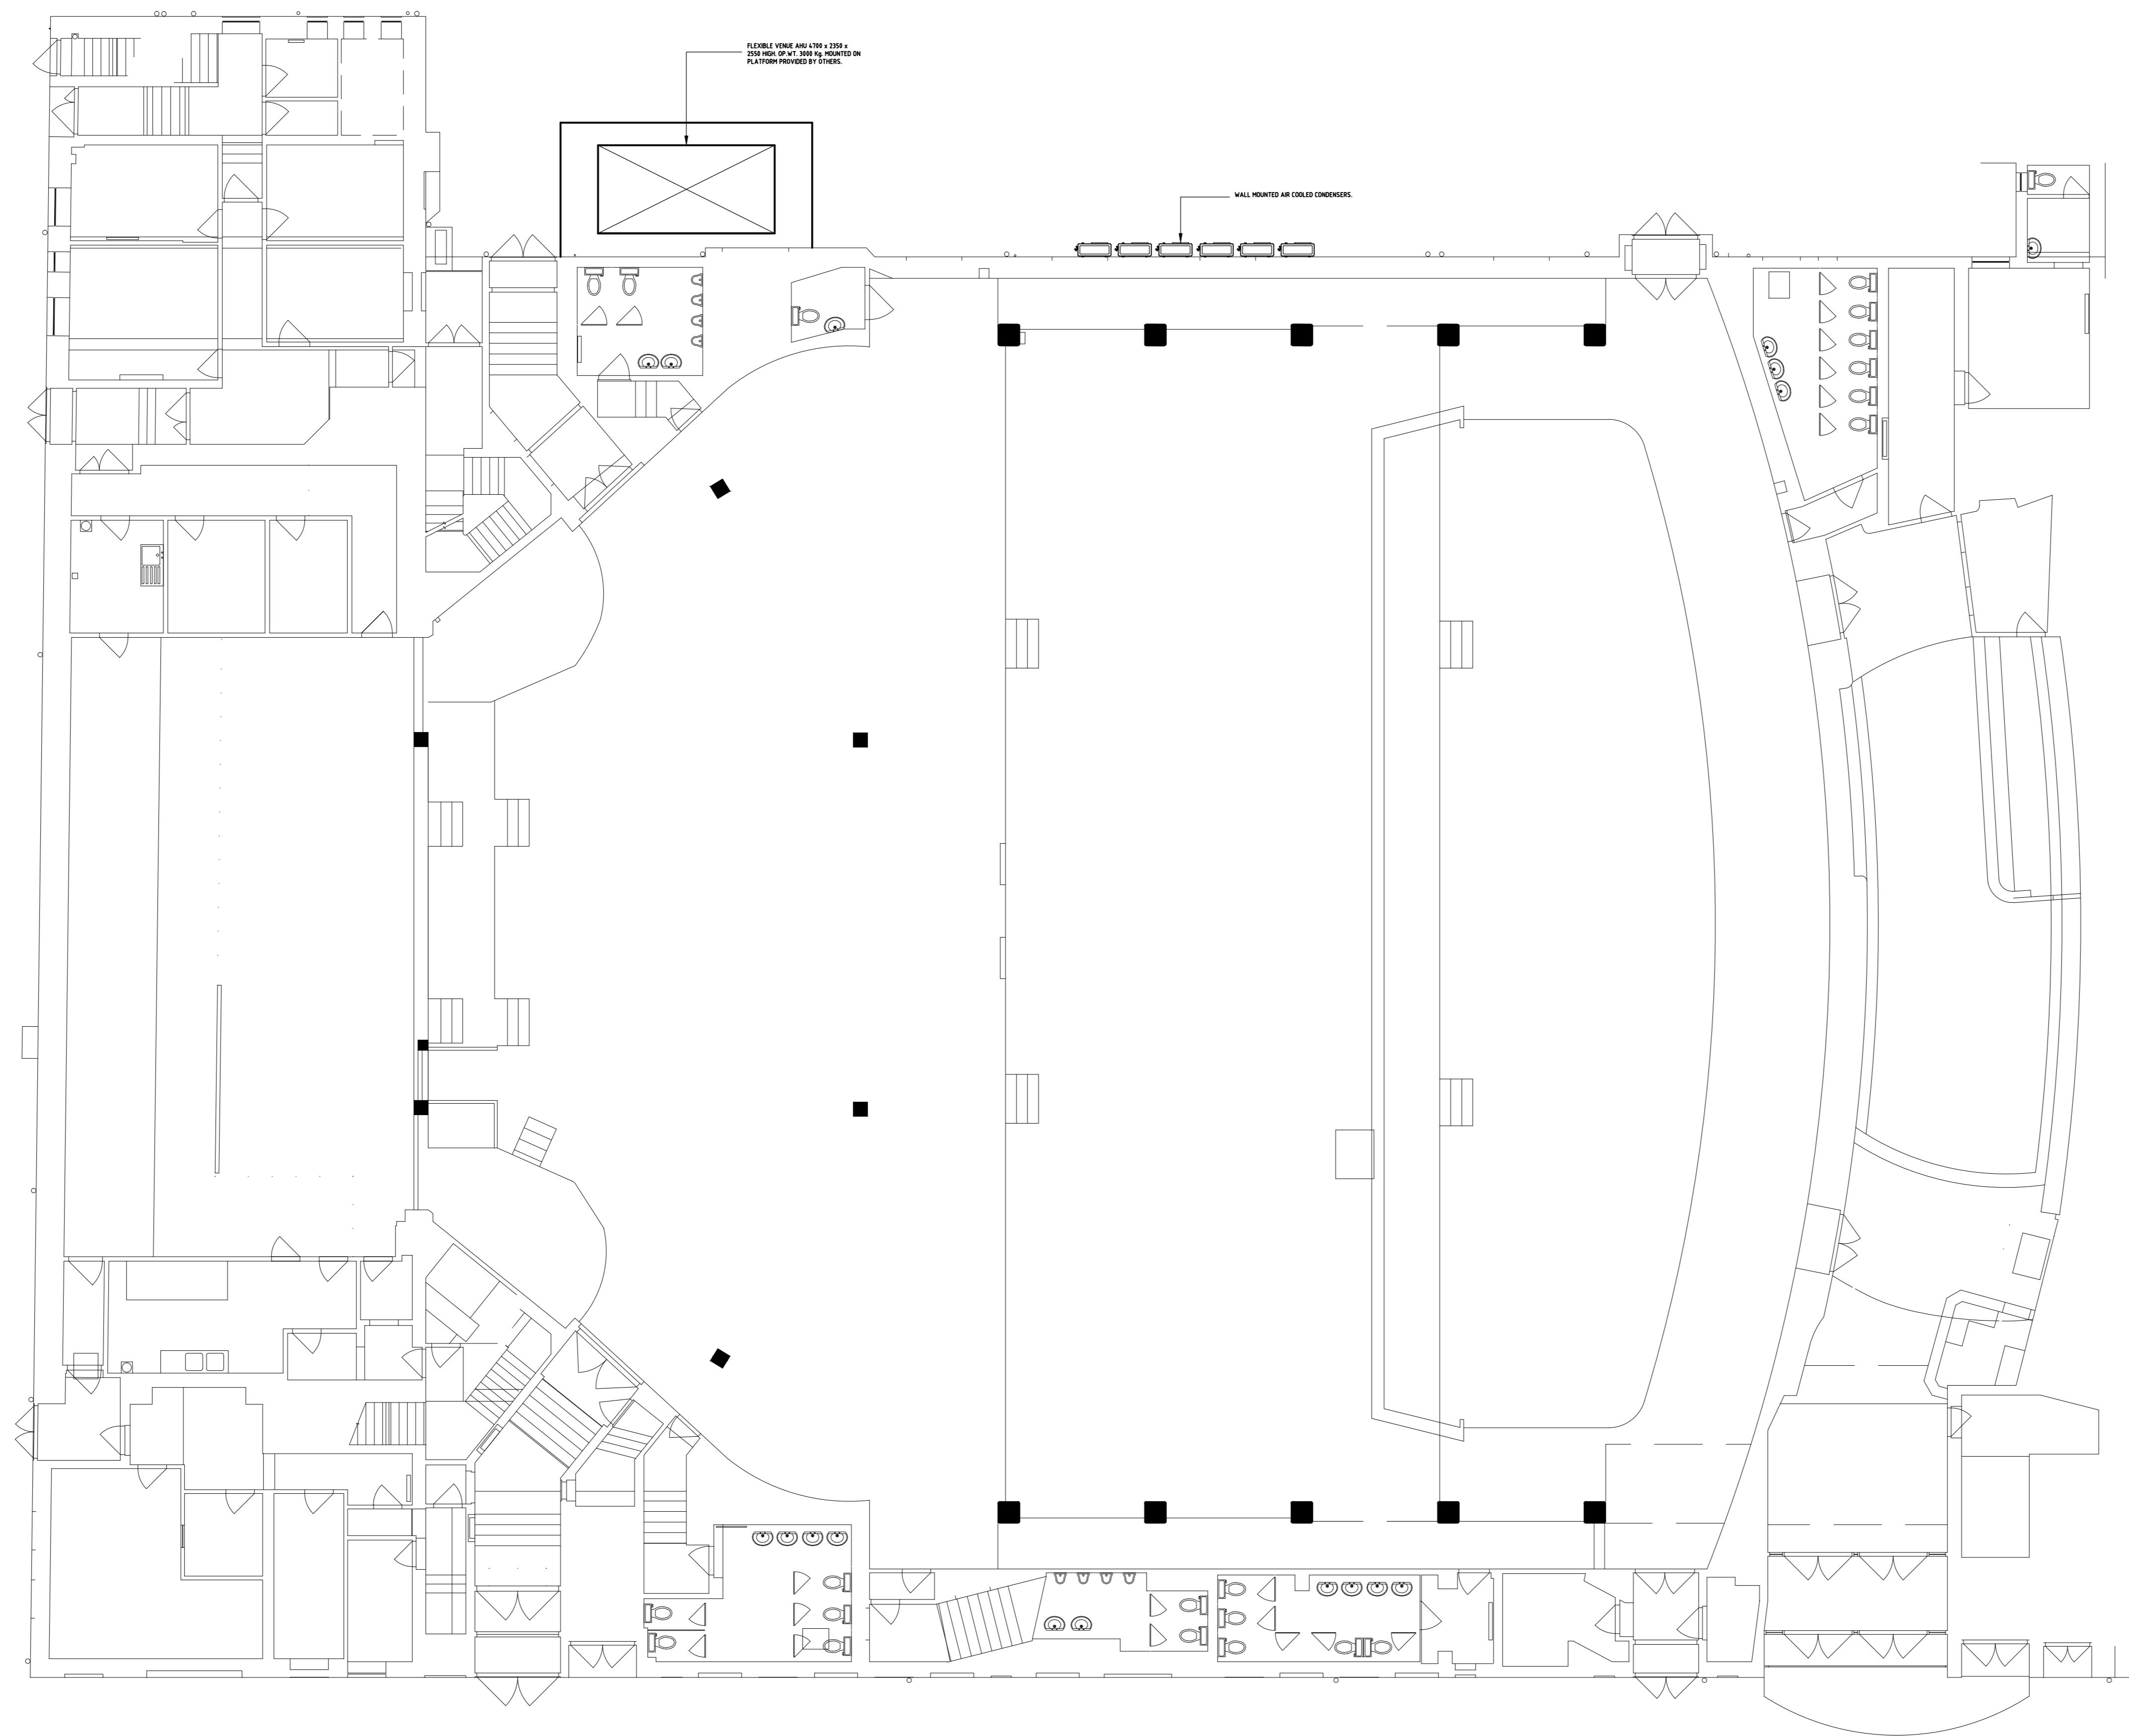 FLEXIBLE VENUE AHU 4700 x 2350 x
2550 HIGH. OP.WT. 3000 Kg. MOUNTED ON
PLATFORM PROVIDED BY OTHERS.
WALL MOUNTED AIR COOLED CONDENSERS.